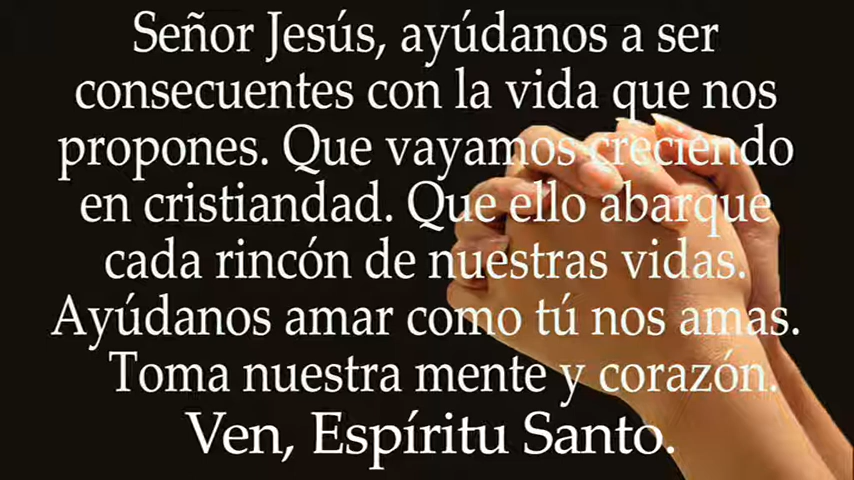 Señor Jesús, ayúdanos a ser
consecuentes con la vida que nos
propones. Que vayamos creciendo
en cristiandad. Que ello abarque
cada rincón de nuestras vidas.
Ayúdanos amar como tú nos amas.
Toma nuestra mente y corazón.
Ven, Espíritu Santo.